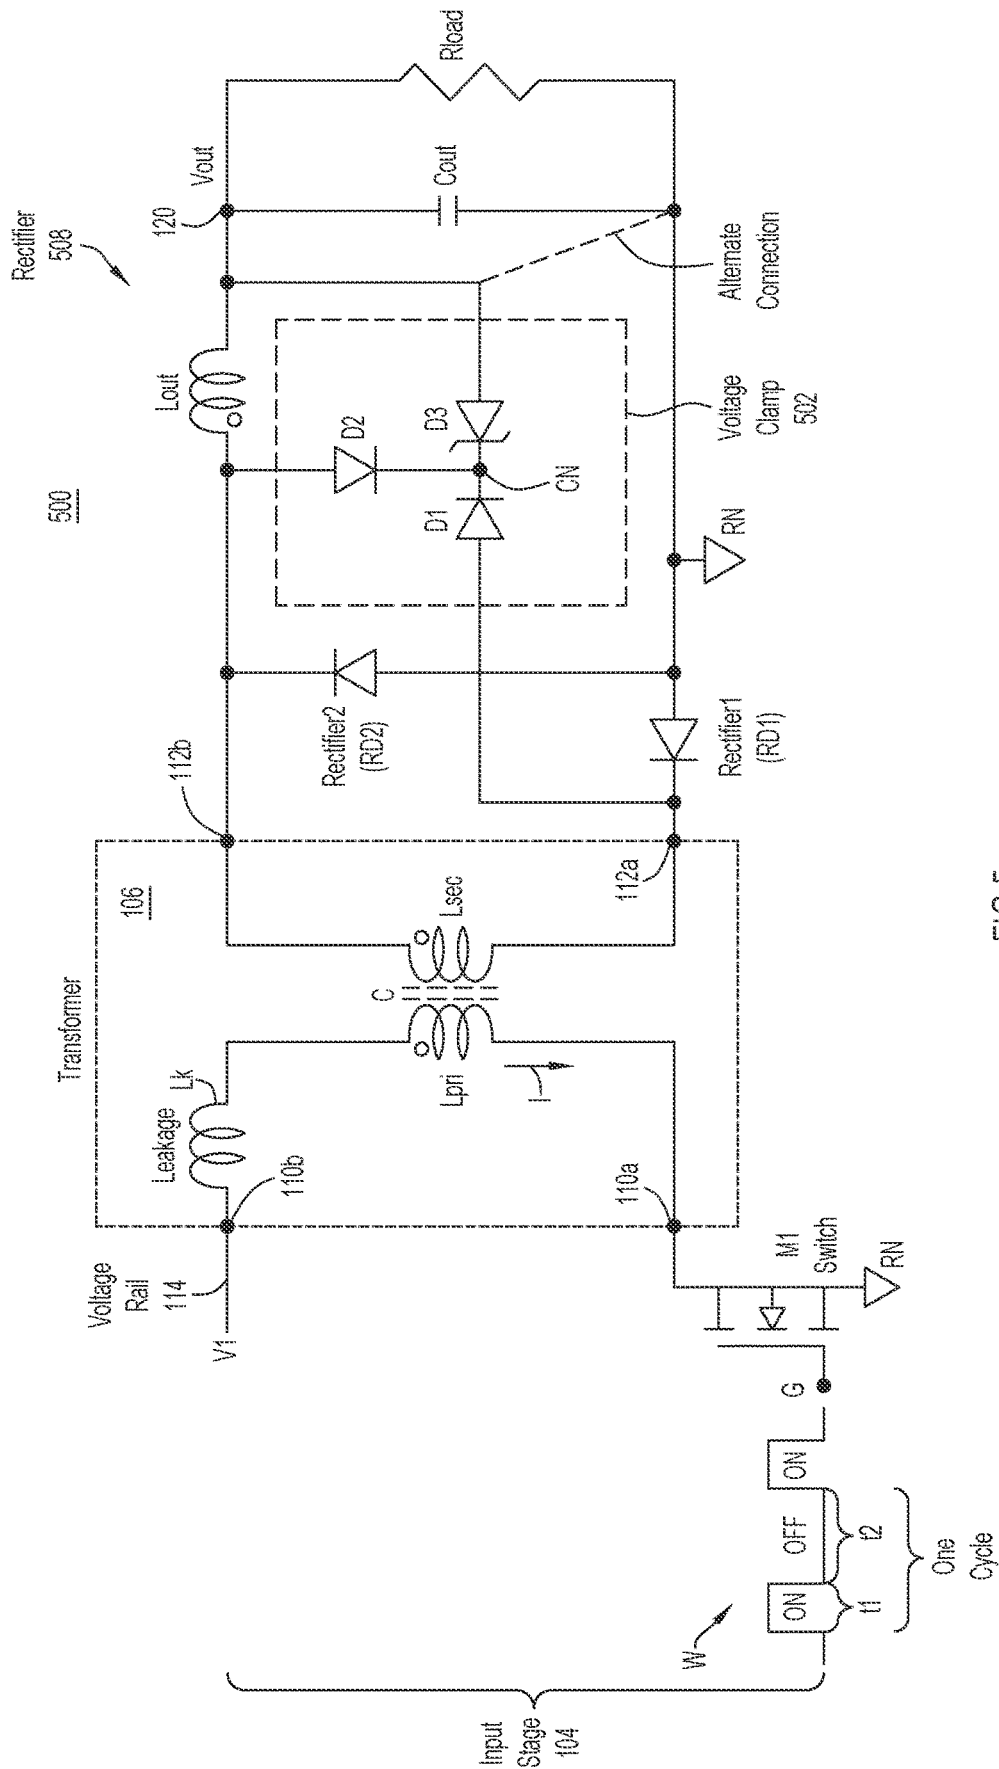 Rectifier
508
500
120
Vout
Rload
Cout
Lout
D2
D3
D1
CN
Alternate
Connection
Voltage
Clamp
502
RN
Rectifier2
(RD2)
Rectifier1
(RD1)
112b
112a
Transformer
106
C
Lsec
Lpri
I
Leakage
Lk
110b
110a
Voltage
Rail
114
V1
M1
Switch
RN
G
ON
OFF
ON
t1
t2
One
Cycle
W
Input
Stage
104